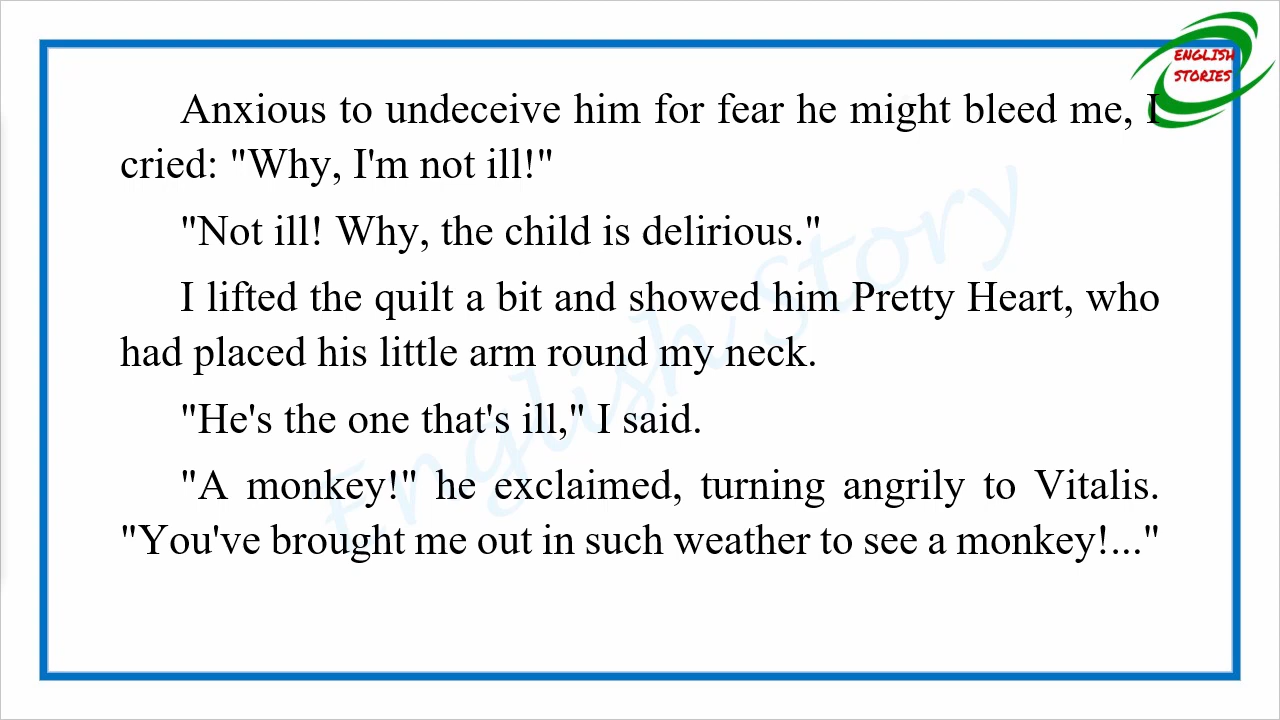 ENGLISH
STORIES
Anxious to undeceive him for fear he might bleed me, I
cried: "Why, I'm not ill!"
"Not ill! Why, the child is delirious."
I lifted the quilt a bit and showed him Pretty Heart, who
had placed his little arm round my neck.
"He's the one that's ill," I said.
"A monkey!" he exclaimed, turning angrily to Vitalis.
"You've brought me out in such weather to see a monkey!..."
English Story